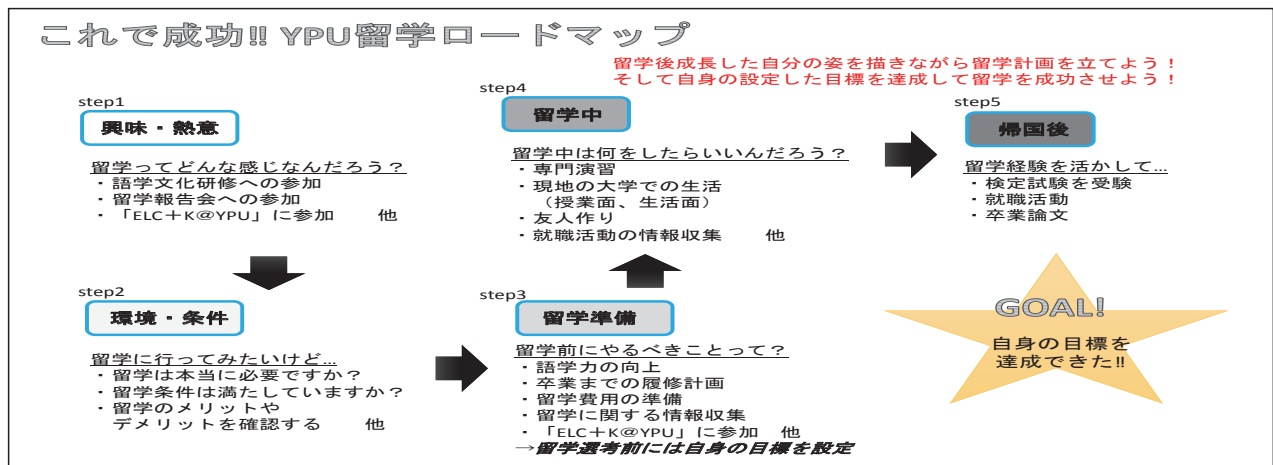 これで成功‼ YPU留学ロードマップ
留学後成長した自分の姿を描きながら留学計画を立てよう！
そして自身の設定した目標を達成して留学を成功させよう！
step1
興味・熱意
留学ってどんな感じなんだろう？
・語学文化研修への参加
・留学報告会への参加
・「ELC＋K@YPU」に参加　他
step2
環境・条件
留学に行ってみたいけど…
・留学は本当に必要ですか？
・留学条件は満たしていますか？
・留学のメリットや
デメリットを確認する　他
step3
留学準備
留学前にやるべきことって？
・語学力の向上
・卒業までの履修計画
・留学費用の準備
・留学に関する情報収集
・「ELC＋K@YPU」に参加　他
→留学選考前には自身の目標を設定
step4
留学中
留学中は何をしたらいいんだろう？
・専門演習
・現地の大学での生活
（授業面、生活面）
・友人作り
・就職活動の情報収集　他
step5
帰国後
留学経験を活かして…
・検定試験を受験
・就職活動
・卒業論文
GOAL!
自身の目標を
達成できた‼